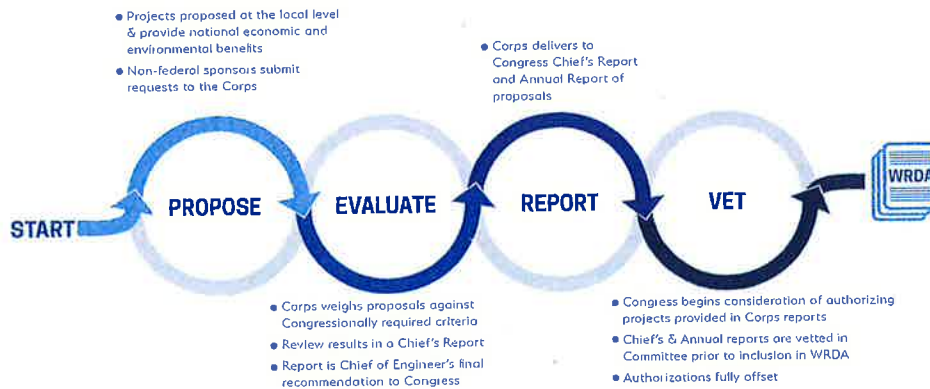 • Projects proposed at the local level
& provide national economic and
environmental benefits
• Non-federal sponsors submit
requests to the Corps
• Corps delivers to
Congress Chief's Report
and Annual Report of
proposals
START
PROPOSE
EVALUATE
REPORT
VET
WRDA
• Corps weighs proposals against
Congressionally required criteria
• Review results in a Chief's Report
• Report is Chief of Engineer's final
recommendation to Congress
• Congress begins consideration of authorizing
projects provided in Corps reports
• Chief's & Annual reports are vetted in
Committee prior to inclusion in WRDA
• Authorizations fully offset